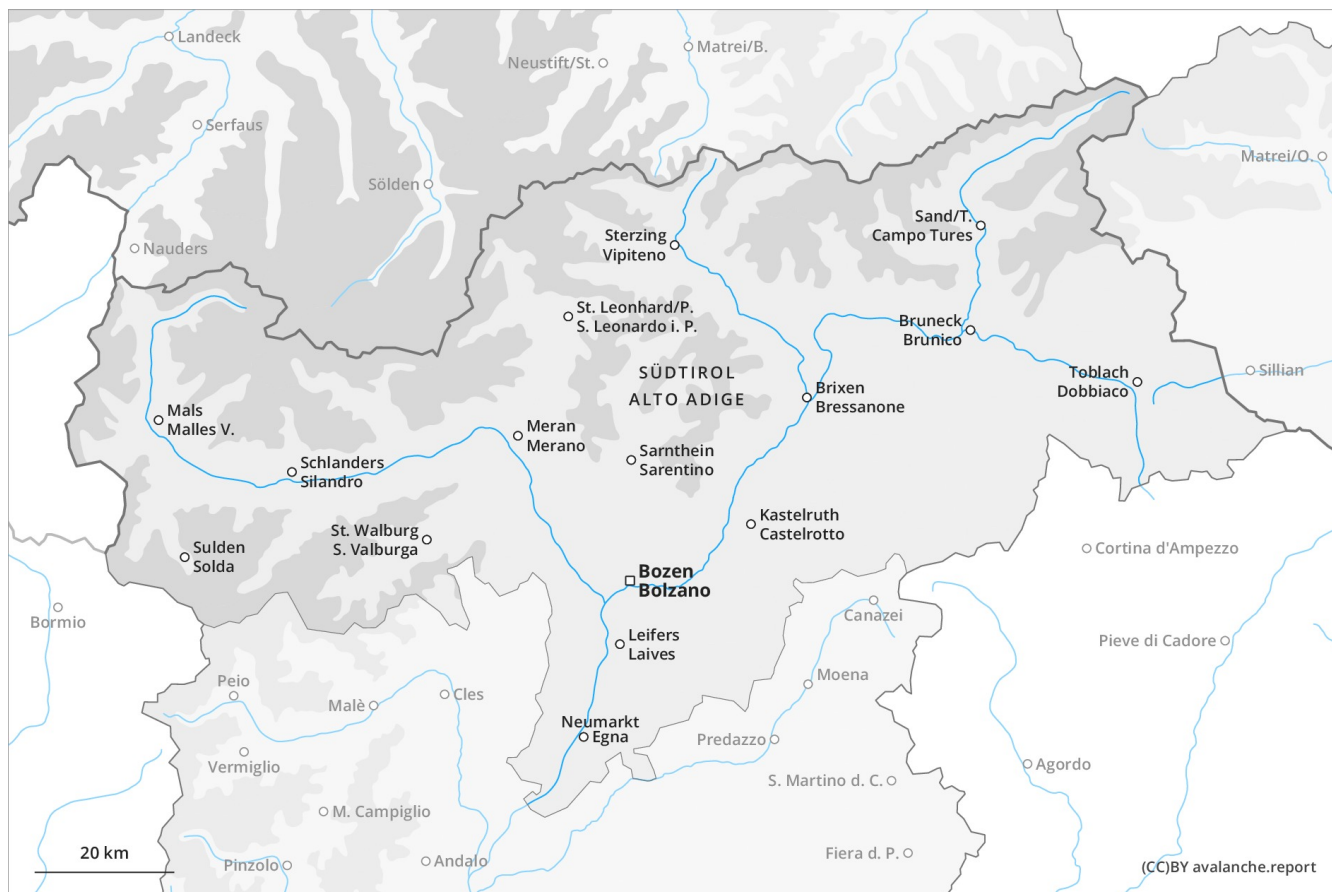 Landeck
Matrei/B.
Neustift/St.
Serfaus
Matrei/O.
Sölden
Sand/T.
Campo Tures
Nauders
Sterzing
Vipiteno
St. Leonhard/P.
S. Leonardo i. P.
Bruneck
Brunico
SÜDTIROL
ALTO ADIGE
Toblach
Dobbiaco
Sillian
Brixen
Bressanone
Mals
Malles V.
Meran
Merano
Schlanders
Silandro
Sarnthein
Sarentino
Kastelruth
Castelrotto
St. Walburg
S. Valburga
Sulden
Solda
Cortina d'Ampezzo
Bozen
Bolzano
Bormio
Canazei
Leifers
Laives
Pieve di Cadore
Peio
Malè
Cles
Moena
Neumarkt
Egna
Predazzo
Vermiglio
Agordo
S. Martino d. C.
M. Campiglio
20 km
Pinzolo
Andalo
Fiera d. P.
(CC)BY avalanche.report